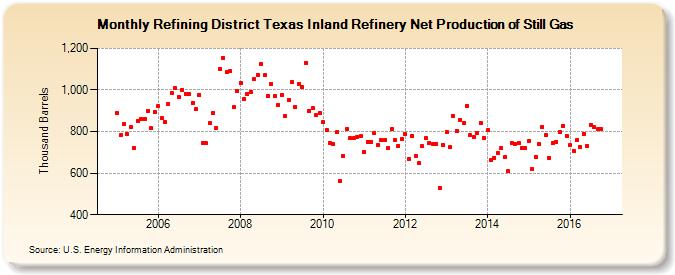 Monthly Refining District Texas Inland Refinery Net Production of Still Gas
Thousand Barrels
1,200
1,000
800
600
400
2006 2008 2010 2012 2014 2016
Source: U.S. Energy Information Administration